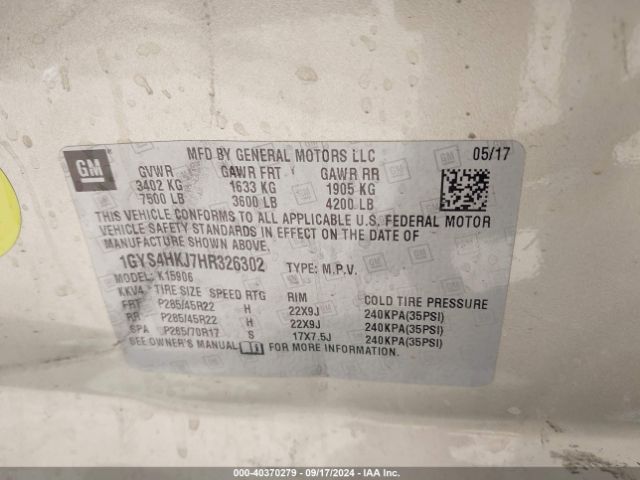 GM
MFD BY GENERAL MOTORS LLC 05/17
GVWR GAWR FRT GAWR RR
3402 KG 1633 KG 1905 KG
7500 LB 3600 LB 4200 LB
THIS VEHICLE CONFORMS TO ALL APPLICABLE U.S. FEDERAL MOTOR
VEHICLE SAFETY STANDARDS IN EFFECT ON THE DATE OF
MANUFACTURE SHOWN ABOVE.
1GYS4HKJ7HR326302 TYPE: M.P.V.
MODEL: K15906
KKV4 TIRE SIZE SPEED RTG RIM COLD TIRE PRESSURE
FRT P285/45R22 H 22X9J 240KPA(35PSI)
RR P285/45R22 H 22X9J 240KPA(35PSI)
SPA P265/70R17 S 17X7.5J 240KPA(35PSI)
SEE OWNER'S MANUAL FOR MORE INFORMATION.
000-40370279 - 09/17/2024 - IAA Inc.